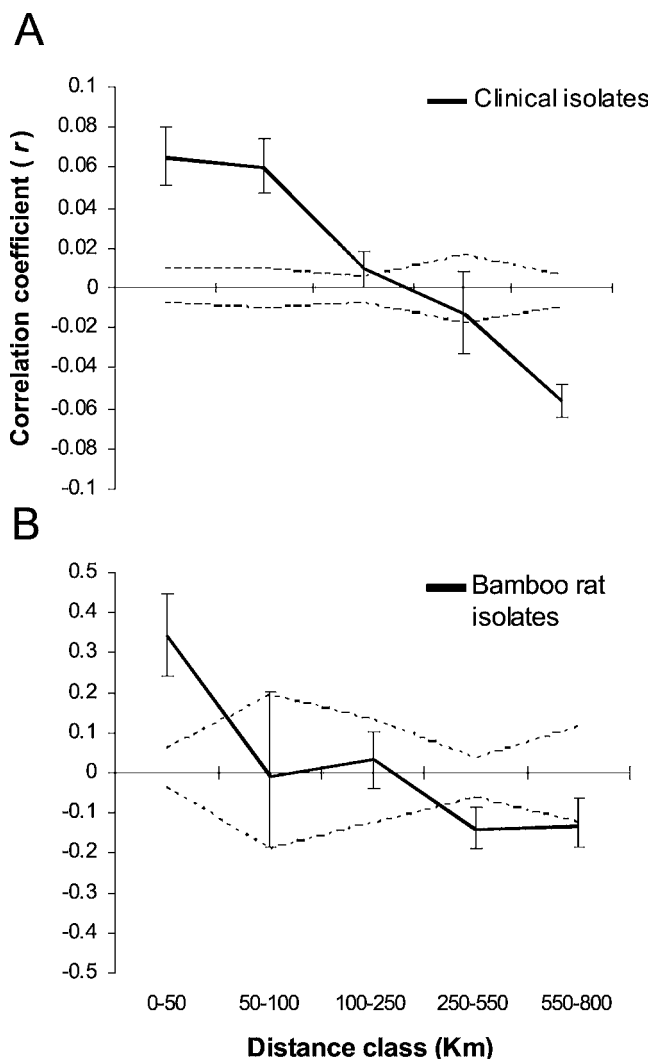 A
Correlation coefficient (r)
0.1
0.08
0.06
0.04
0.02
0
-0.02
-0.04
-0.06
-0.08
-0.1
Clinical isolates
B
0.5
0.4
0.3
0.2
0.1
0
-0.1
-0.2
-0.3
-0.4
-0.5
Bamboo rat
isolates
0-50 50-100 100-250 250-550 550-800
Distance class (Km)